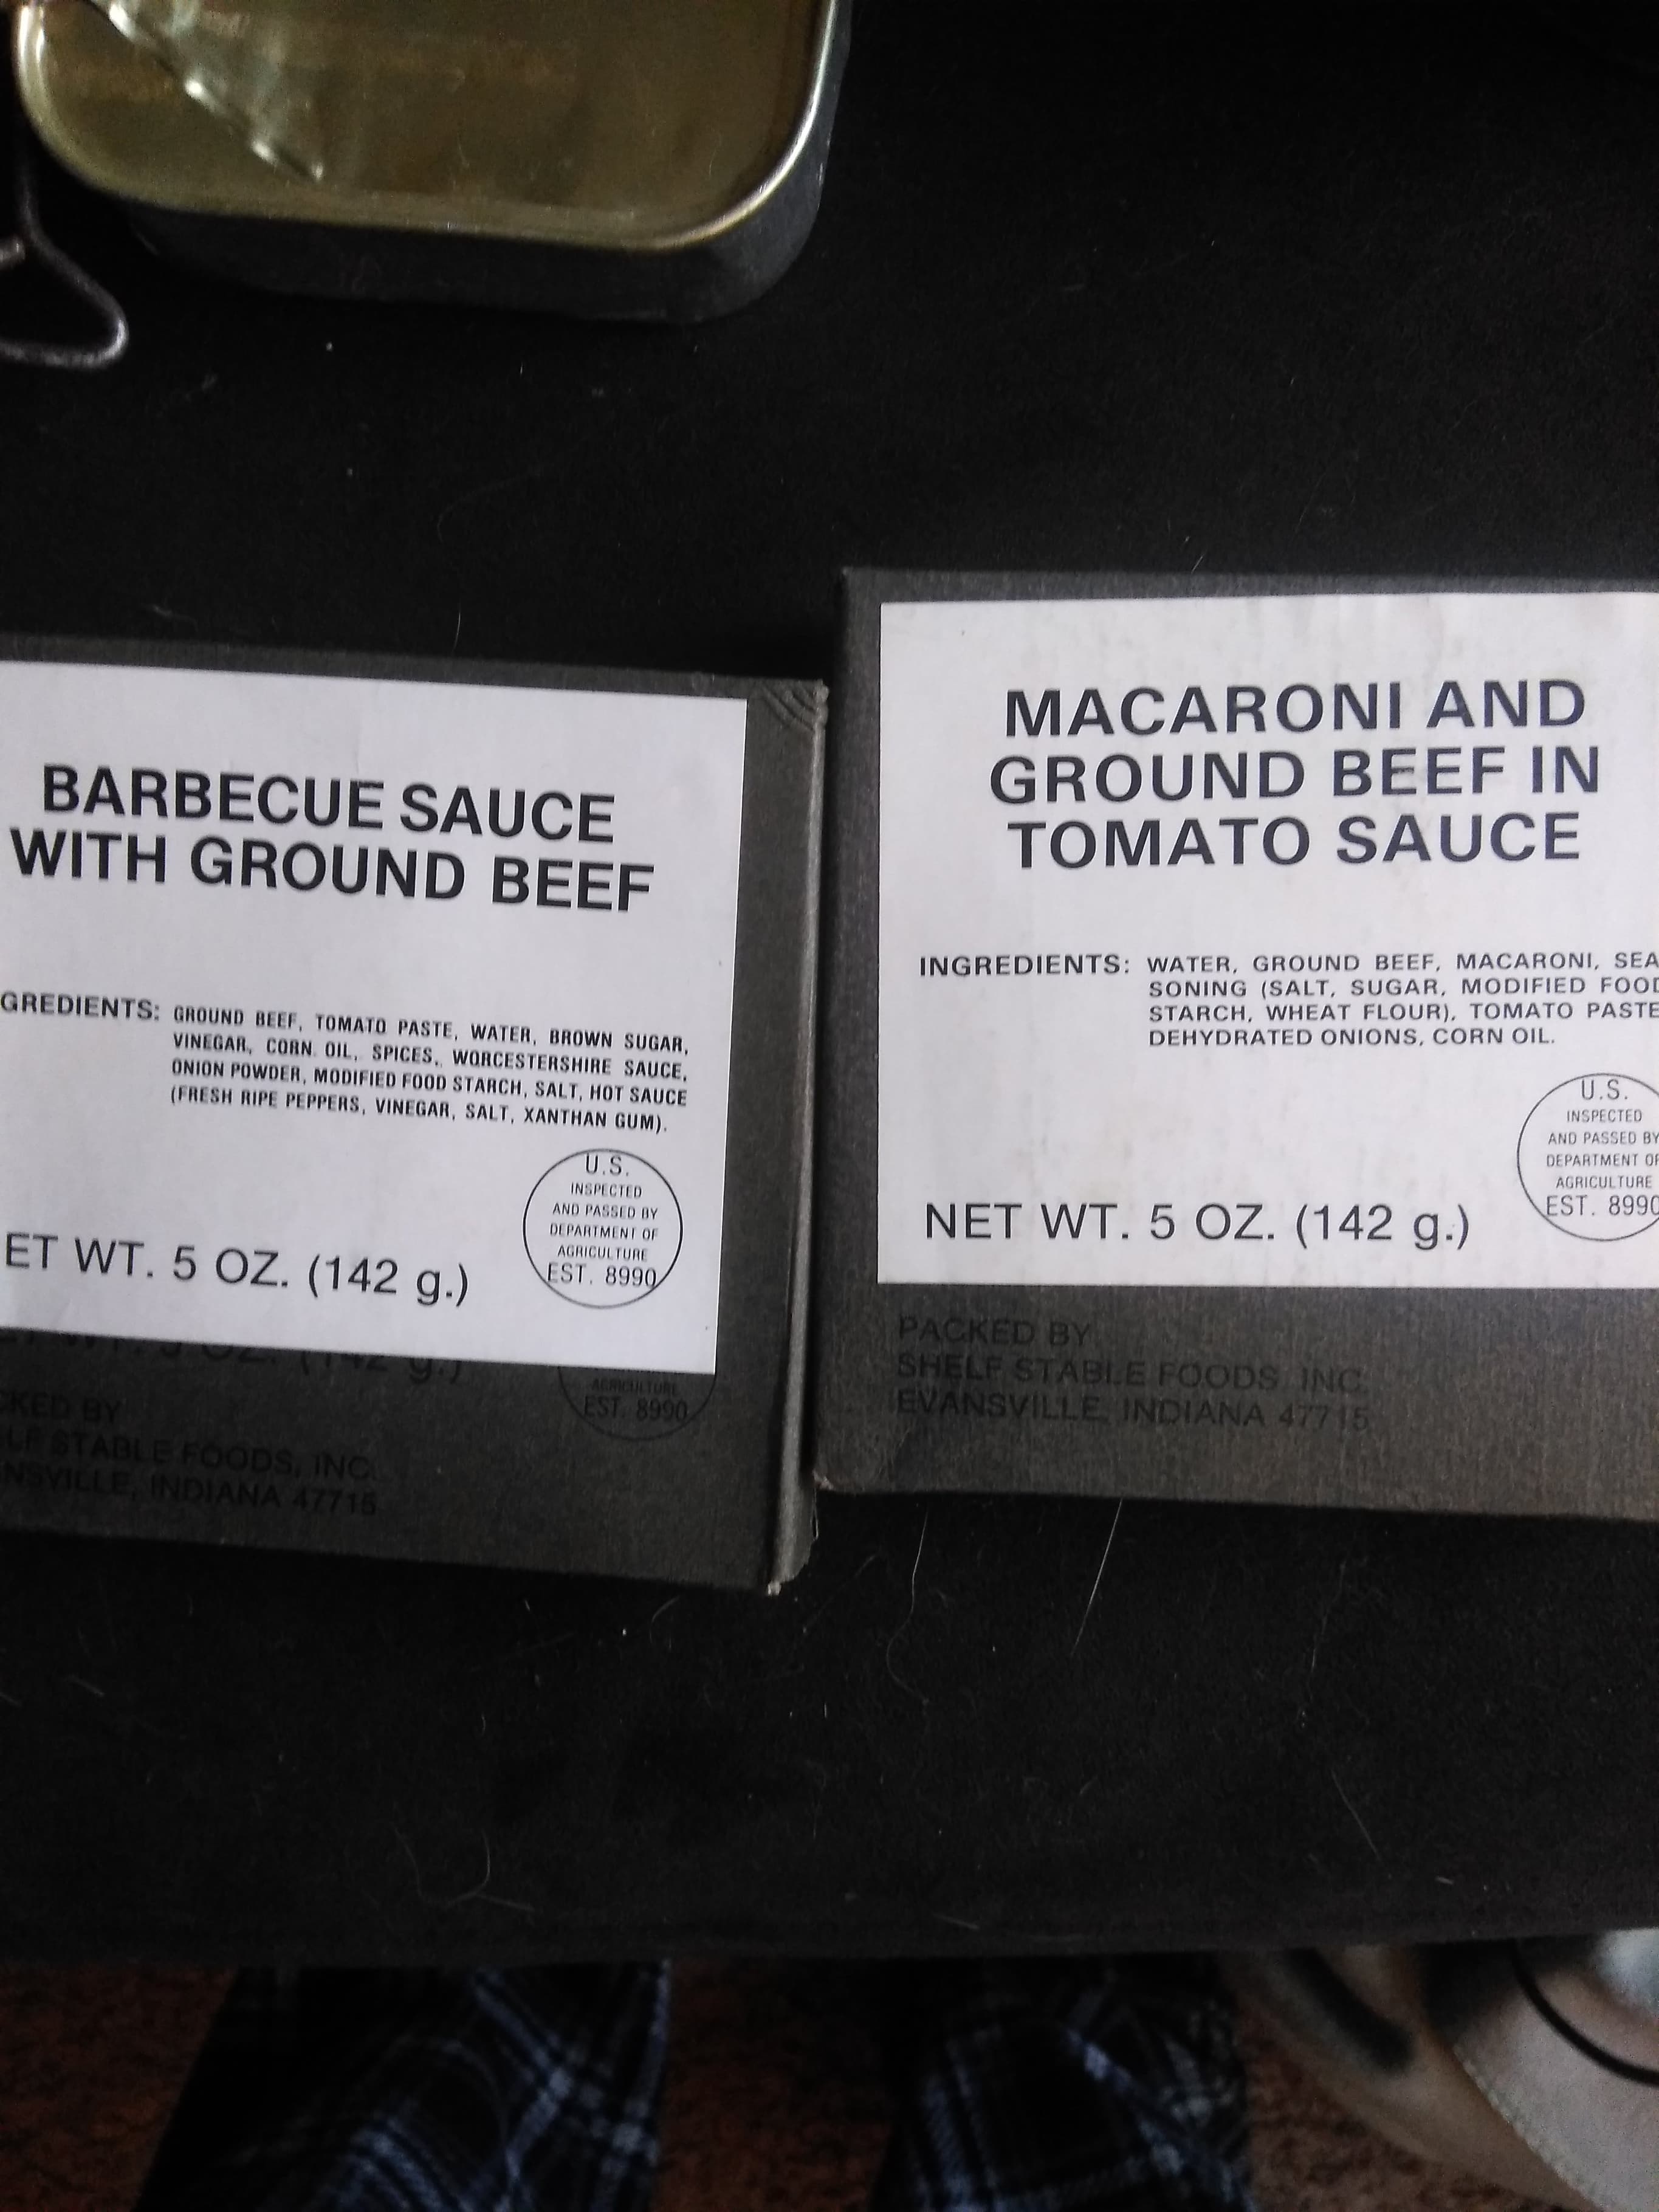 BARBECUE SAUCE
WITH GROUND BEEF
GREDIENTS: GROUND BEEF, TOMATO PASTE, WATER, BROWN SUGAR,
VINEGAR, CORN OIL, SPICES, WORCESTERSHIRE SAUCE,
ONION POWDER, MODIFIED FOOD STARCH, SALT, HOT SAUCE
(FRESH RIPE PEPPERS, VINEGAR, SALT, XANTHAN GUM).
U.S.
INSPECTED
AND PASSED BY
DEPARTMENT OF
AGRICULTURE
EST. 8990
ET WT. 5 OZ. (142 g.)
WT. 5 OZ. (142 g.)
AGRICULTURE
EST. 8990
CKED BY
LF STABLE FOODS, INC.
NSVILLE, INDIANA 47715
MACARONI AND
GROUND BEEF IN
TOMATO SAUCE
INGREDIENTS: WATER, GROUND BEEF, MACARONI, SEA
SONING (SALT, SUGAR, MODIFIED FOOD
STARCH, WHEAT FLOUR), TOMATO PASTE
DEHYDRATED ONIONS, CORN OIL.
U.S.
INSPECTED
AND PASSED BY
DEPARTMENT OF
AGRICULTURE
EST. 8990
NET WT. 5 OZ. (142 g.)
PACKED BY
SHELF STABLE FOODS, INC.
EVANSVILLE, INDIANA 47715